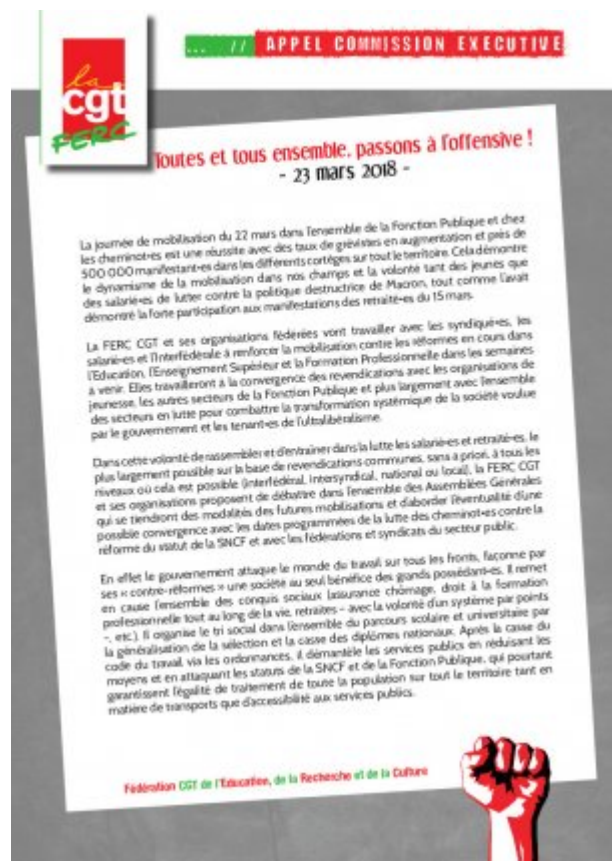 ... // APPEL COMMISSION EXECUTIVE
la
cgt
FERC
Toutes et tous ensemble, passons à l'offensive !
- 23 mars 2018 -
La journée de mobilisation du 22 mars dans l'ensemble de la Fonction Publique et chez
les cheminot·es est une réussite avec des taux de grévistes en augmentation et près de
500 000 manifestant·es dans les différents cortèges sur tout le territoire. Cela démontre
le dynamisme de la mobilisation dans nos champs et la volonté tant des jeunes que
des salarié·es de lutter contre la politique destructrice de Macron, tout comme l'avait
démontré la forte participation aux manifestations des retraité·es du 15 mars.
La FERC CGT et ses organisations fédérées vont travailler avec les syndiqué·es, les
salarié·es et l'Interfédérale à renforcer la mobilisation contre les réformes en cours dans
l'Education, l'Enseignement Supérieur et la Formation Professionnelle dans les semaines
à venir. Elles travailleront à la convergence des revendications avec les organisations de
jeunesse, les autres secteurs de la Fonction Publique et plus largement avec l'ensemble
des secteurs en lutte pour combattre la transformation systémique de la société voulue
par le gouvernement et les tenant·es de l'ultralibéralisme.
Dans cette volonté de rassembler et d'entraîner dans la lutte les salarié·es et retraité·es, le
plus largement possible sur la base de revendications communes, sans a priori, à tous les
niveaux où cela est possible (interfédéral, intersyndical, national ou local), la FERC CGT
et ses organisations proposent de débattre dans l'ensemble des Assemblées Générales
qui se tiendront des modalités des futures mobilisations et d'aborder l'éventualité d'une
possible convergence avec les dates programmées de la lutte des cheminot·es contre la
réforme du statut de la SNCF et avec les fédérations et syndicats du secteur public.
En effet le gouvernement attaque le monde du travail sur tous les fronts, façonne par
ses « contre-réformes » une société au seul bénéfice des grands possédant·es. Il remet
en cause l'ensemble des conquis sociaux (assurance chômage, droit à la formation
professionnelle tout au long de la vie, retraites – avec la volonté d'un système par points
-, etc.). Il organise le tri social dans l'ensemble du parcours scolaire et universitaire par
la généralisation de la sélection et la casse des diplômes nationaux. Après la casse du
code du travail via les ordonnances, il démantèle les services publics en réduisant les
moyens et en attaquant les statuts de la SNCF et de la Fonction Publique, qui pourtant
garantissent l'égalité de traitement de toute la population sur tout le territoire tant en
matière de transports que d'accessibilité aux services publics.
Fédération CGT de l'Education, de la Recherche et de la Culture